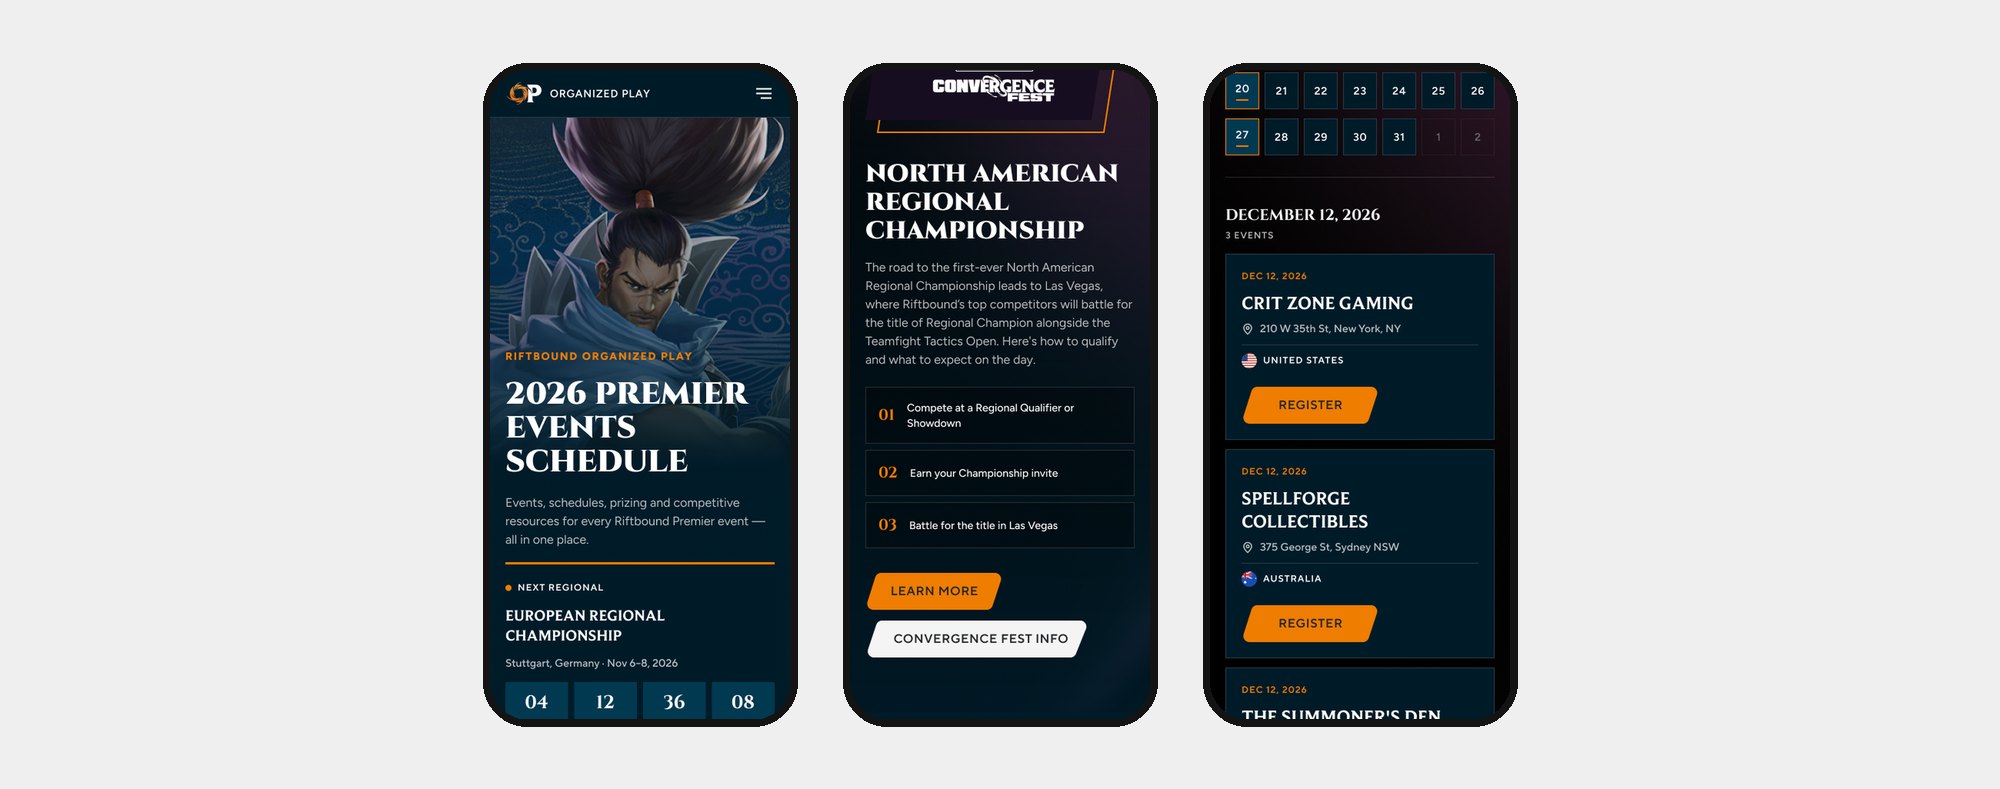 OP ORGANIZED PLAY
RIFTBOUND ORGANIZED PLAY
2026 PREMIER
EVENTS
SCHEDULE
Events, schedules, prizing and competitive
resources for every Riftbound Premier event —
all in one place.
NEXT REGIONAL
EUROPEAN REGIONAL
CHAMPIONSHIP
Stuttgart, Germany · Nov 6–8, 2026
04 12 36 08
CONVERGENCE
FEST
NORTH AMERICAN
REGIONAL
CHAMPIONSHIP
The road to the first-ever North American
Regional Championship leads to Las Vegas,
where Riftbound's top competitors will battle for
the title of Regional Champion alongside the
Teamfight Tactics Open. Here's how to qualify
and what to expect on the day.
01 Compete at a Regional Qualifier or
Showdown
02 Earn your Championship invite
03 Battle for the title in Las Vegas
LEARN MORE
CONVERGENCE FEST INFO
20 21 22 23 24 25 26
27 28 29 30 31 1 2
DECEMBER 12, 2026
3 EVENTS
DEC 12, 2026
CRIT ZONE GAMING
210 W 35th St, New York, NY
UNITED STATES
REGISTER
DEC 12, 2026
SPELLFORGE
COLLECTIBLES
375 George St, Sydney NSW
AUSTRALIA
REGISTER
DEC 12, 2026
THE SUMMONER'S DEN